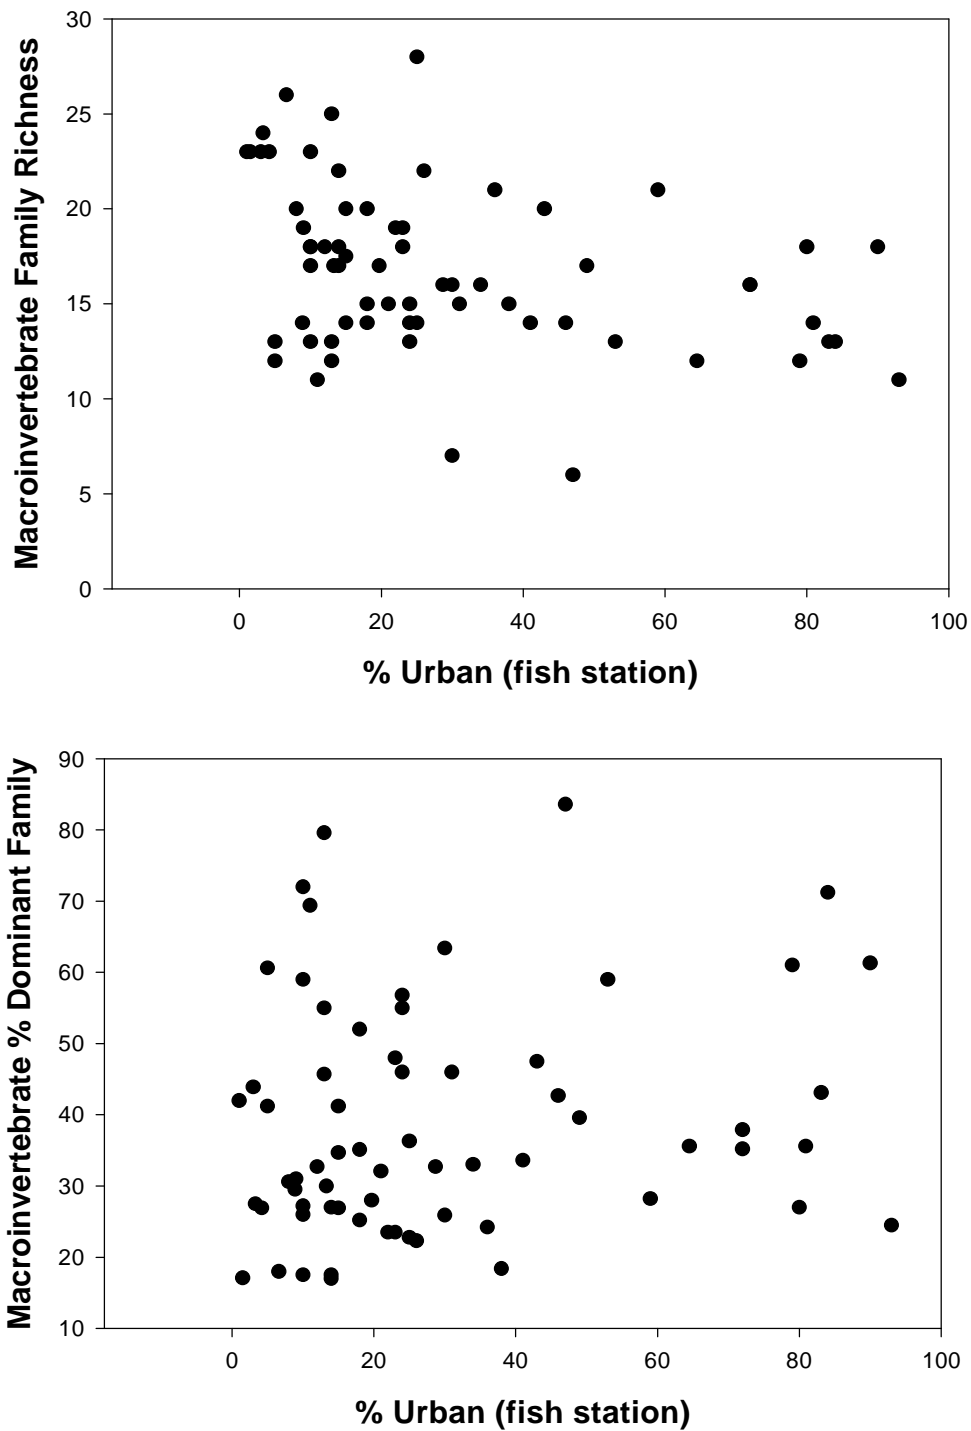 Macroinvertebrate Family Richness
30
25
20
15
10
5
0
0 20 40 60 80 100
% Urban (fish station)
Macroinvertebrate % Dominant Family
90
80
70
60
50
40
30
20
10
0 20 40 60 80 100
% Urban (fish station)